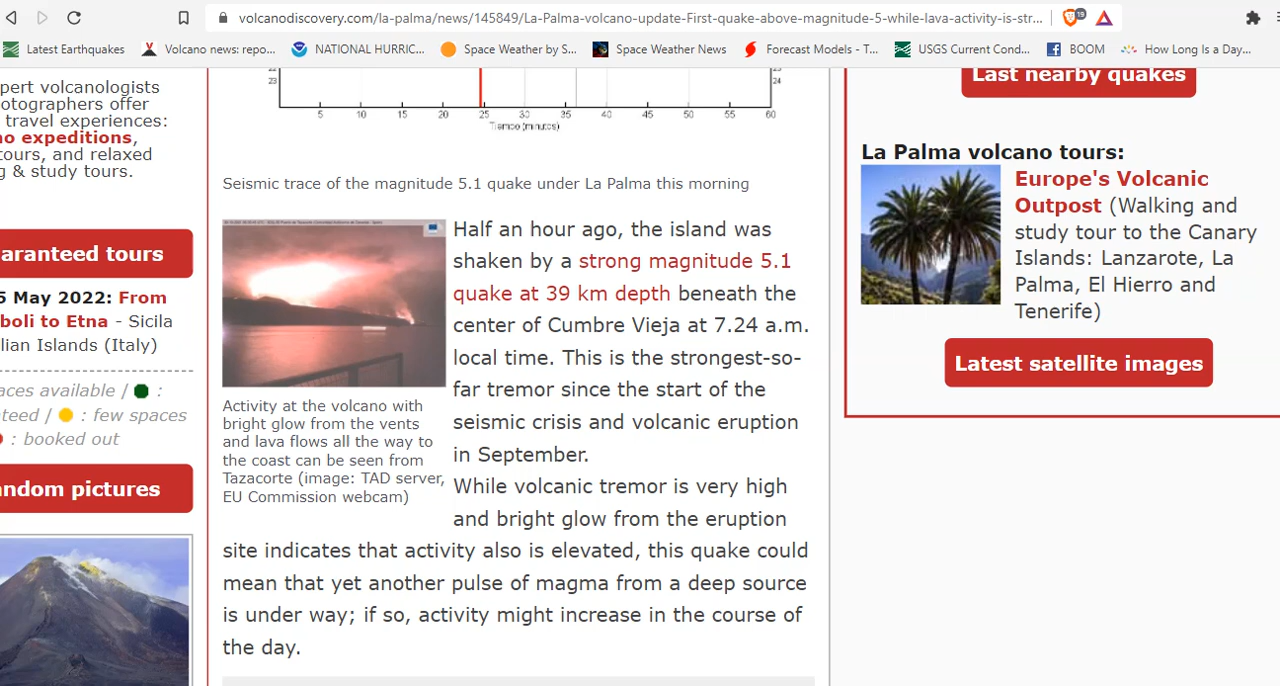 volcanodiscovery.com/la-palma/news/145849/La-Palma-volcano-update-First-quake-above-magnitude-5-while-lava-activity-is-str...
19
Latest Earthquakes
Volcano news: repo...
NATIONAL HURRIC...
Space Weather by S...
Space Weather News
Forecast Models - T...
USGS Current Cond...
BOOM
How Long Is a Day...
pert volcanologists
otographers offer
travel experiences:
no expeditions,
tours, and relaxed
g & study tours.
aranteed tours
5 May 2022: From
boli to Etna - Sicila
lian Islands (Italy)
aces available / :
nteed / : few spaces
: booked out
andom pictures
23
24
5 10 15 20 25 30 35 40 45 50 55 60
Tiempo (minutos)
Seismic trace of the magnitude 5.1 quake under La Palma this morning
Activity at the volcano with
bright glow from the vents
and lava flows all the way to
the coast can be seen from
Tazacorte (image: TAD server,
EU Commission webcam)
Half an hour ago, the island was
shaken by a strong magnitude 5.1
quake at 39 km depth beneath the
center of Cumbre Vieja at 7.24 a.m.
local time. This is the strongest-so-
far tremor since the start of the
seismic crisis and volcanic eruption
in September.
While volcanic tremor is very high
and bright glow from the eruption
site indicates that activity also is elevated, this quake could
mean that yet another pulse of magma from a deep source
is under way; if so, activity might increase in the course of
the day.
Last nearby quakes
La Palma volcano tours:
Europe's Volcanic
Outpost (Walking and
study tour to the Canary
Islands: Lanzarote, La
Palma, El Hierro and
Tenerife)
Latest satellite images